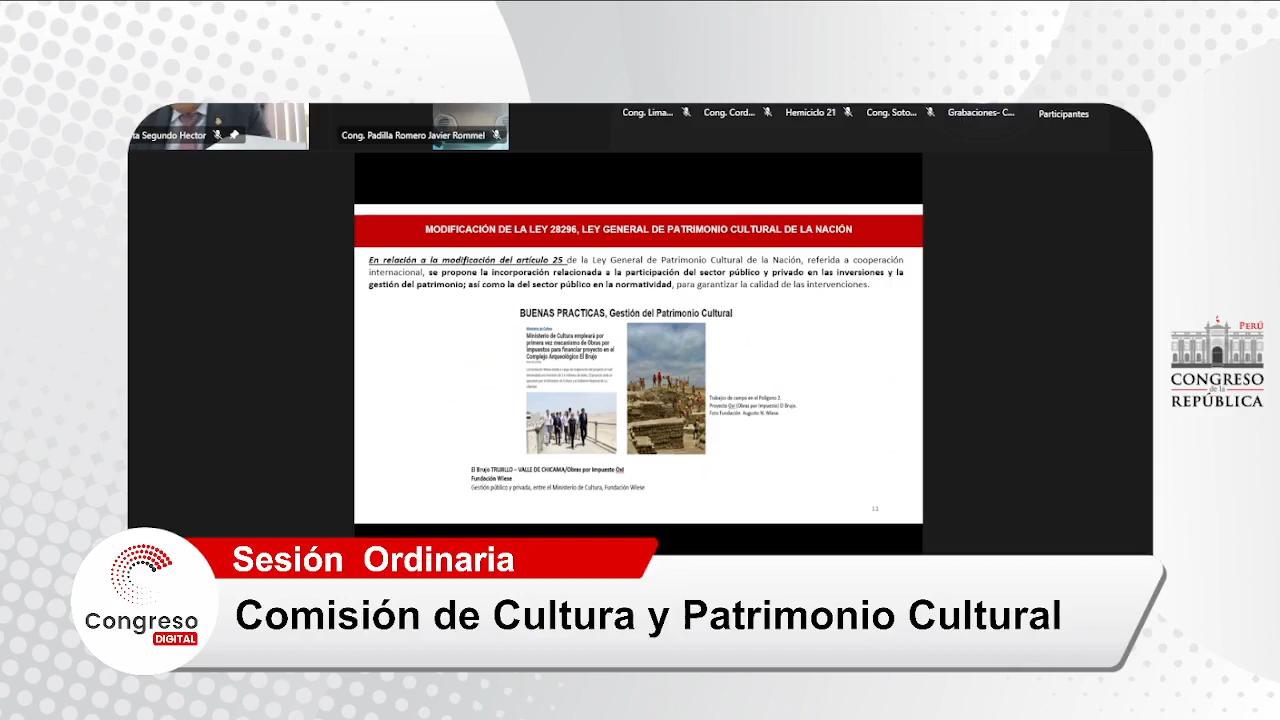 ta Segundo Hector
Cong. Padilla Romero Javier Rommel
Cong. Lima...
Cong. Cord...
Hemiciclo 21
Cong. Soto...
Grabaciones- C...
Participantes
MODIFICACIÓN DE LA LEY 28296, LEY GENERAL DE PATRIMONIO CULTURAL DE LA NACIÓN
En relación a la modificación del artículo 25 de la Ley General de Patrimonio Cultural de la Nación, referida a cooperación
internacional, se propone la incorporación relacionada a la participación del sector público y privado en las inversiones y la
gestión del patrimonio; así como la del sector público en la normatividad, para garantizar la calidad de las intervenciones.
BUENAS PRACTICAS, Gestión del Patrimonio Cultural
Ministerio de Cultura
Ministerio de Cultura empleará por
primera vez mecanismo de Obras por
Impuestos para financiar proyecto en el
Complejo Arqueológico El Brujo
Trabajos de campo en el Polígono 2.
Proyecto OxI (Obras por Impuesto) El Brujo.
Foto Fundación Augusto N. Wiese.
El Brujo TRUJILLO – VALLE DE CHICAMA/Obras por Impuesto OxI
Fundación Wiese
Gestión público y privada, entre el Ministerio de Cultura, Fundación Wiese
11
PERÚ
CONGRESO
de la
REPÚBLICA
Sesión Ordinaria
Comisión de Cultura y Patrimonio Cultural
Congreso
DIGITAL